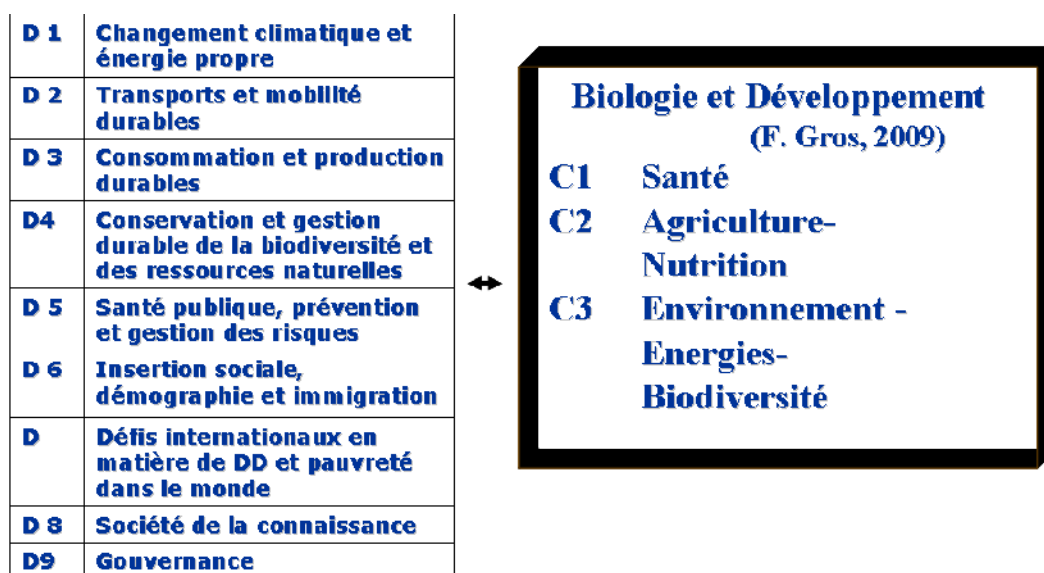 D 1 Changement climatique et
énergie propre
D 2 Transports et mobilité
durables
D 3 Consommation et production
durables
D4 Conservation et gestion
durable de la biodiversité et
des ressources naturelles
D 5 Santé publique, prévention
et gestion des risques
D 6 Insertion sociale,
démographie et immigration
D Défis internationaux en
matière de DD et pauvreté
dans le monde
D 8 Société de la connaissance
D9 Gouvernance
Biologie et Développement
(F. Gros, 2009)
C1 Santé
C2 Agriculture-
Nutrition
C3 Environnement -
Energies-
Biodiversité